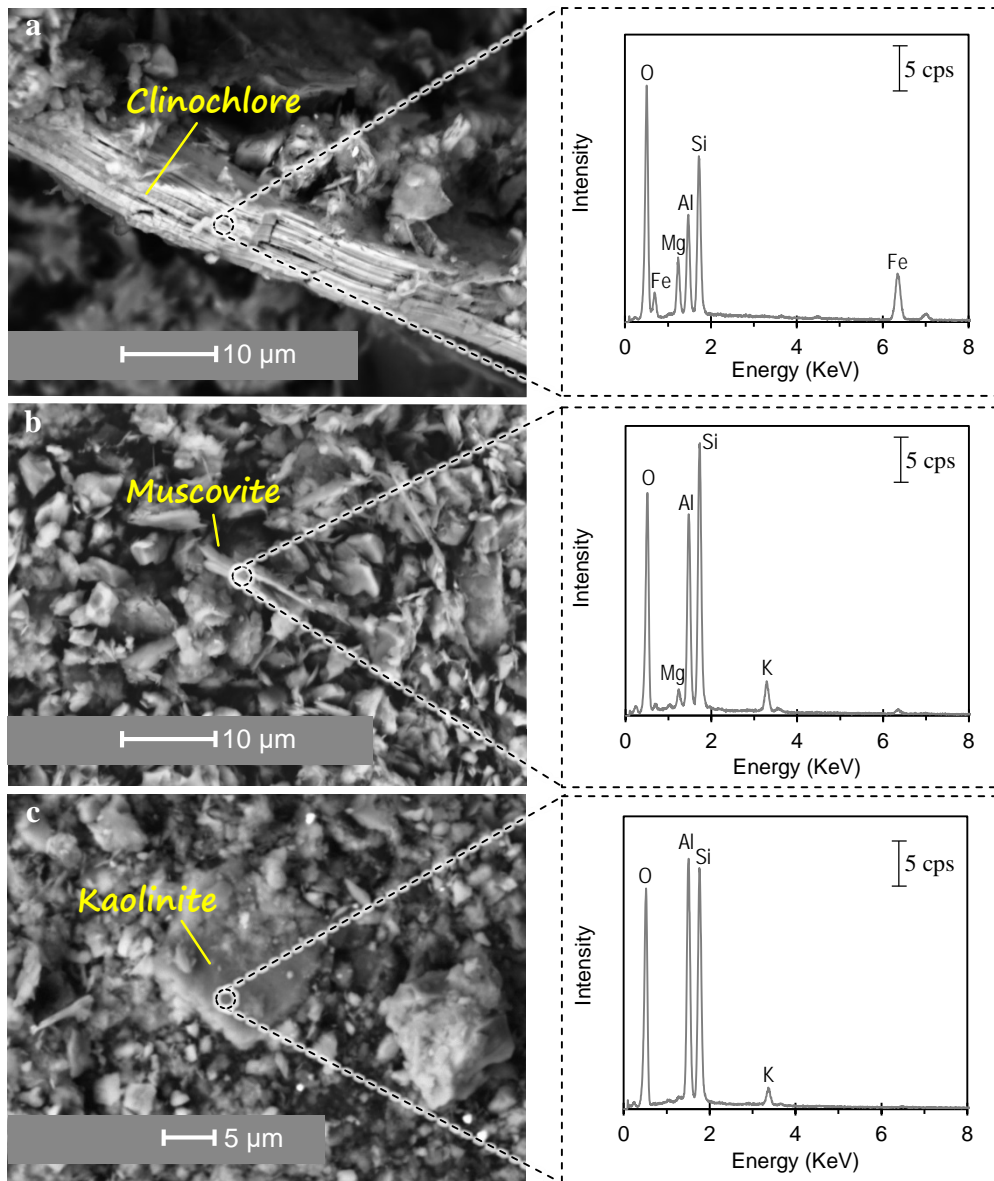 a
Clinochlore
10 µm
5 cps
O
Si
Al
Mg
Fe
Fe
Intensity
0 2 4 6 8
Energy (KeV)
b
Muscovite
10 µm
5 cps
Si
O
Al
Mg
K
Intensity
0 2 4 6 8
Energy (KeV)
c
Kaolinite
5 µm
5 cps
Al
Si
O
K
Intensity
0 2 4 6 8
Energy (KeV)